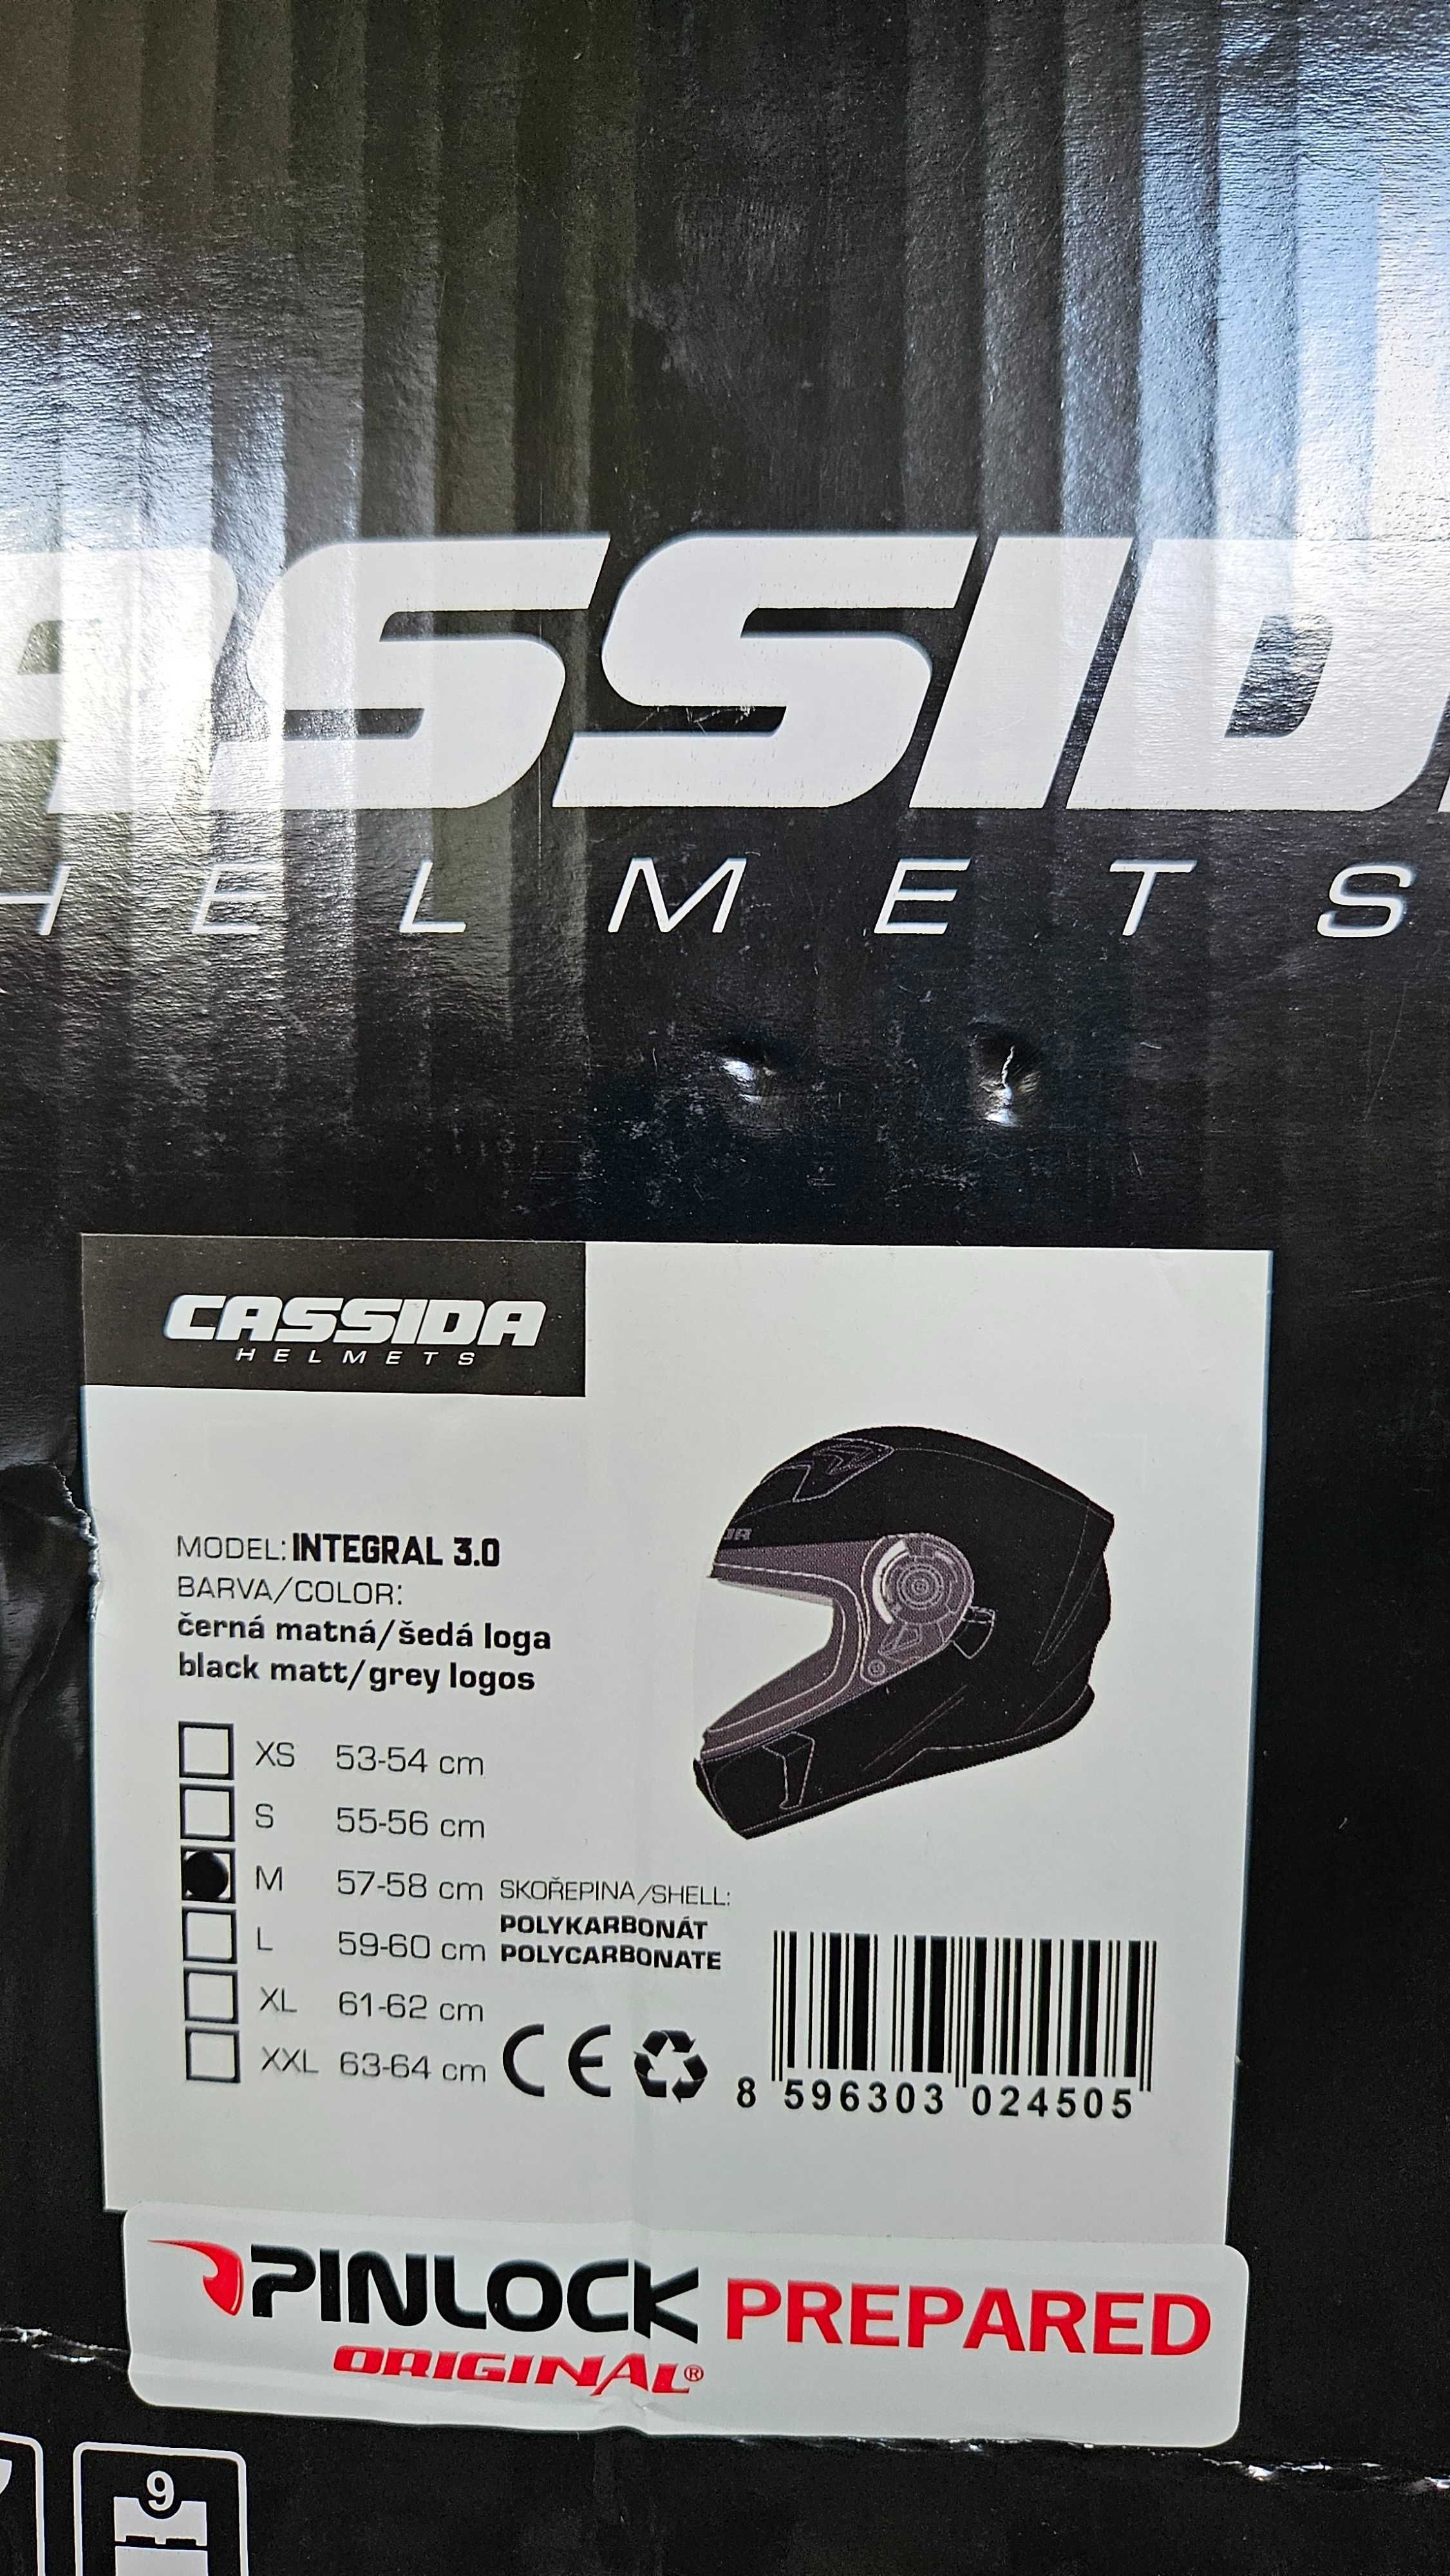 ASSID
HELMETS
CASSIDA
HELMETS
MODEL: INTEGRAL 3.0
BARVA/COLOR:
černá matná/šedá loga
black matt/grey logos
XS 53-54 cm
S 55-56 cm
M 57-58 cm
L 59-60 cm
XL 61-62 cm
XXL 63-64 cm
SKOŘEPINA/SHELL:
POLYKARBONÁT
POLYCARBONATE
CE
8 596303 024505
PINLOCK PREPARED
ORIGINAL®
9